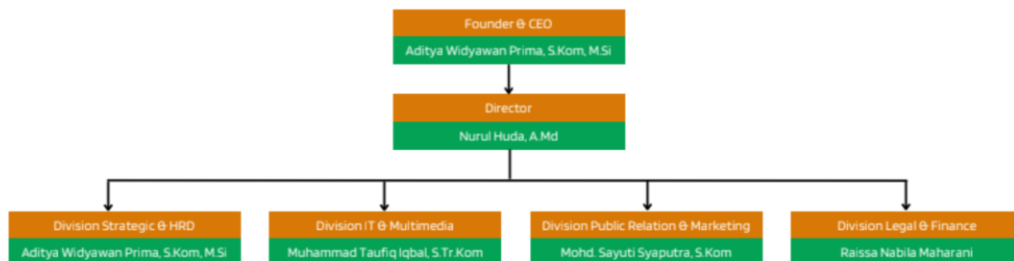 Founder & CEO
Aditya Widyawan Prima, S.Kom, M.Si
Director
Nurul Huda, A.Md
Division Strategic & HRD
Aditya Widyawan Prima, S.Kom, M.Si
Division IT & Multimedia
Muhammad Taufiq Iqbal, S.Tr.Kom
Division Public Relation & Marketing
Mohd. Sayuti Syaputra, S.Kom
Division Legal & Finance
Raissa Nabila Maharani